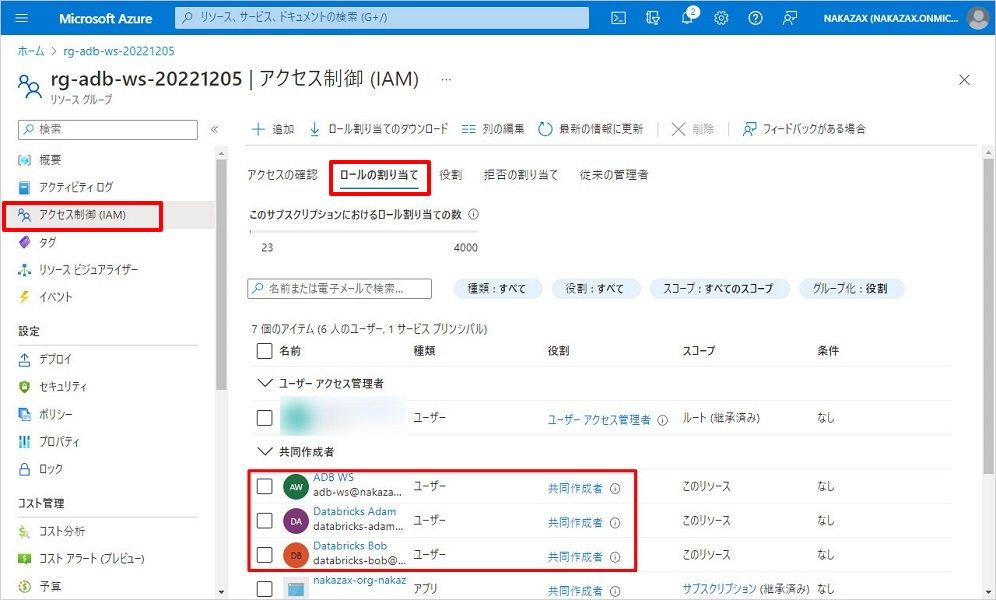 Microsoft Azure
リソース、サービス、ドキュメントの検索 (G+/)
2
NAKAZAX (NAKAZAX.ONMIC...
ホーム > rg-adb-ws-20221205
rg-adb-ws-20221205 | アクセス制御 (IAM) ...
リソース グループ
検索
«
追加
ロール割り当てのダウンロード
列の編集
最新の情報に更新
削除
フィードバックがある場合
概要
アクティビティ ログ
アクセス制御 (IAM)
タグ
リソース ビジュアライザー
イベント
設定
デプロイ
セキュリティ
ポリシー
プロパティ
ロック
コスト管理
コスト分析
コスト アラート (プレビュー)
予算
アクセスの確認
ロールの割り当て
役割
拒否の割り当て
従来の管理者
このサブスクリプションにおけるロール割り当ての数
23 4000
名前または電子メールで検索...
種類 : すべて
役割 : すべて
スコープ : すべてのスコープ
グループ化 : 役割
7 個のアイテム (6 人のユーザー, 1 サービス プリンシパル)
名前 種類 役割 スコープ 条件
ユーザー アクセス管理者
ユーザー ユーザー アクセス管理者 ルート (継承済み) なし
共同作成者
AW ADB WS
adb-ws@nakaza... ユーザー 共同作成者 このリソース なし
DA Databricks Adam
databricks-adam... ユーザー 共同作成者 このリソース なし
DB Databricks Bob
databricks-bob@... ユーザー 共同作成者 このリソース なし
nakazax-org-nakaz アプリ 共同作成者 サブスクリプション (継承済み) なし